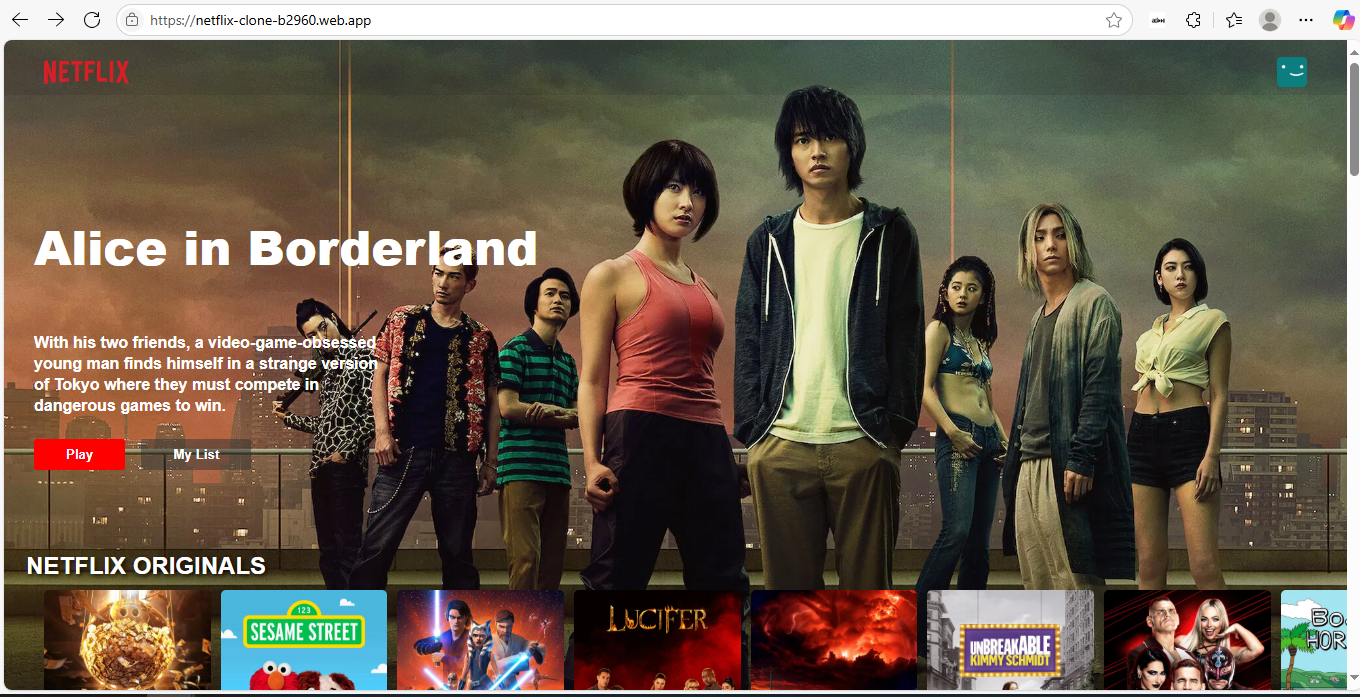 https://netflix-clone-b2960.web.app
NETFLIX
Alice in Borderland
With his two friends, a video-game-obsessed
young man finds himself in a strange version
of Tokyo where they must compete in
dangerous games to win.
Play
My List
NETFLIX ORIGINALS
123
SESAME STREET
LUCIFER
UNBREAKABLE
KIMMY SCHMIDT